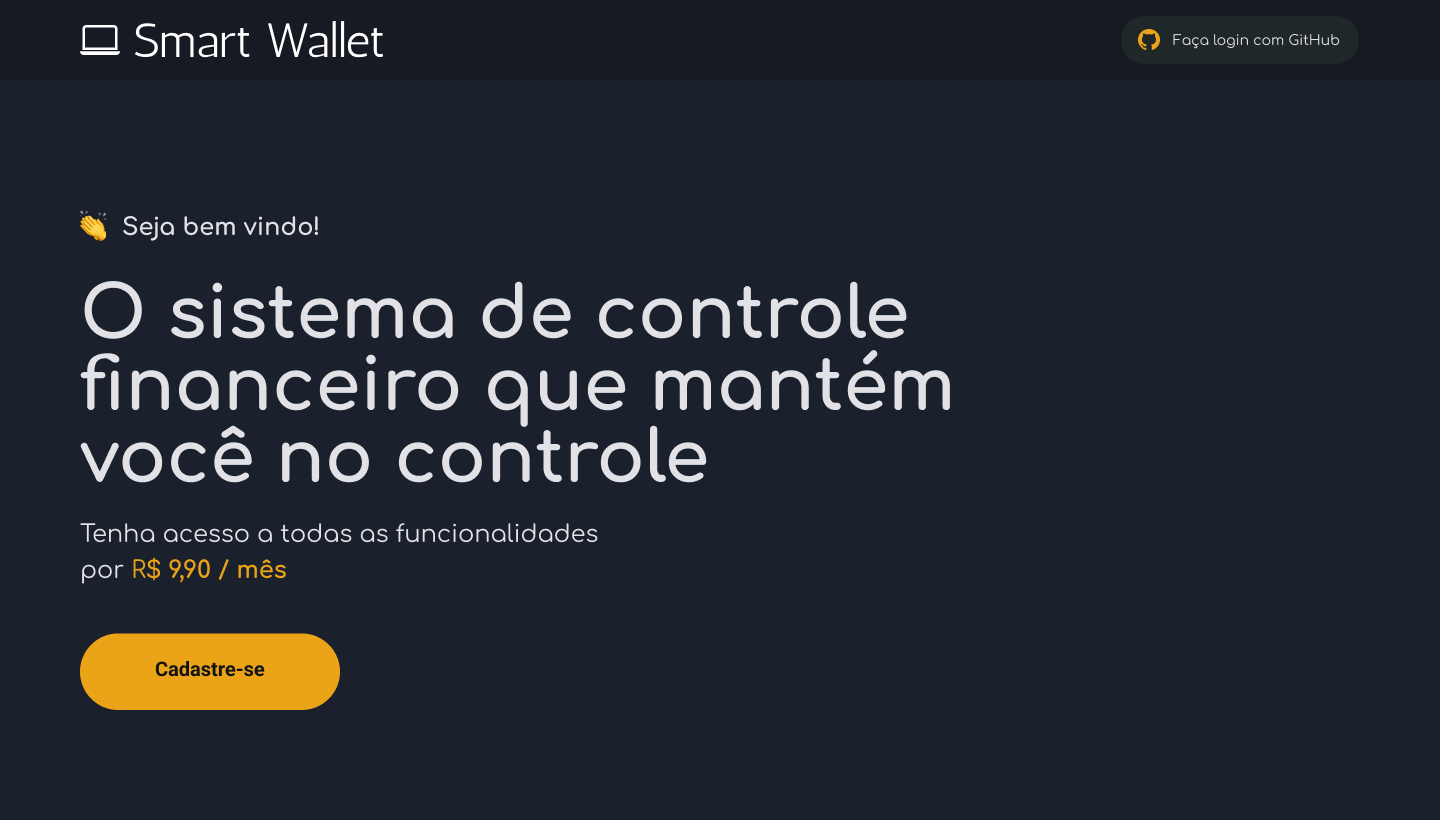 Smart Wallet
Faça login com GitHub
👏 Seja bem vindo!
O sistema de controle
financeiro que mantém
você no controle
Tenha acesso a todas as funcionalidades
por R$ 9,90 / mês
Cadastre-se